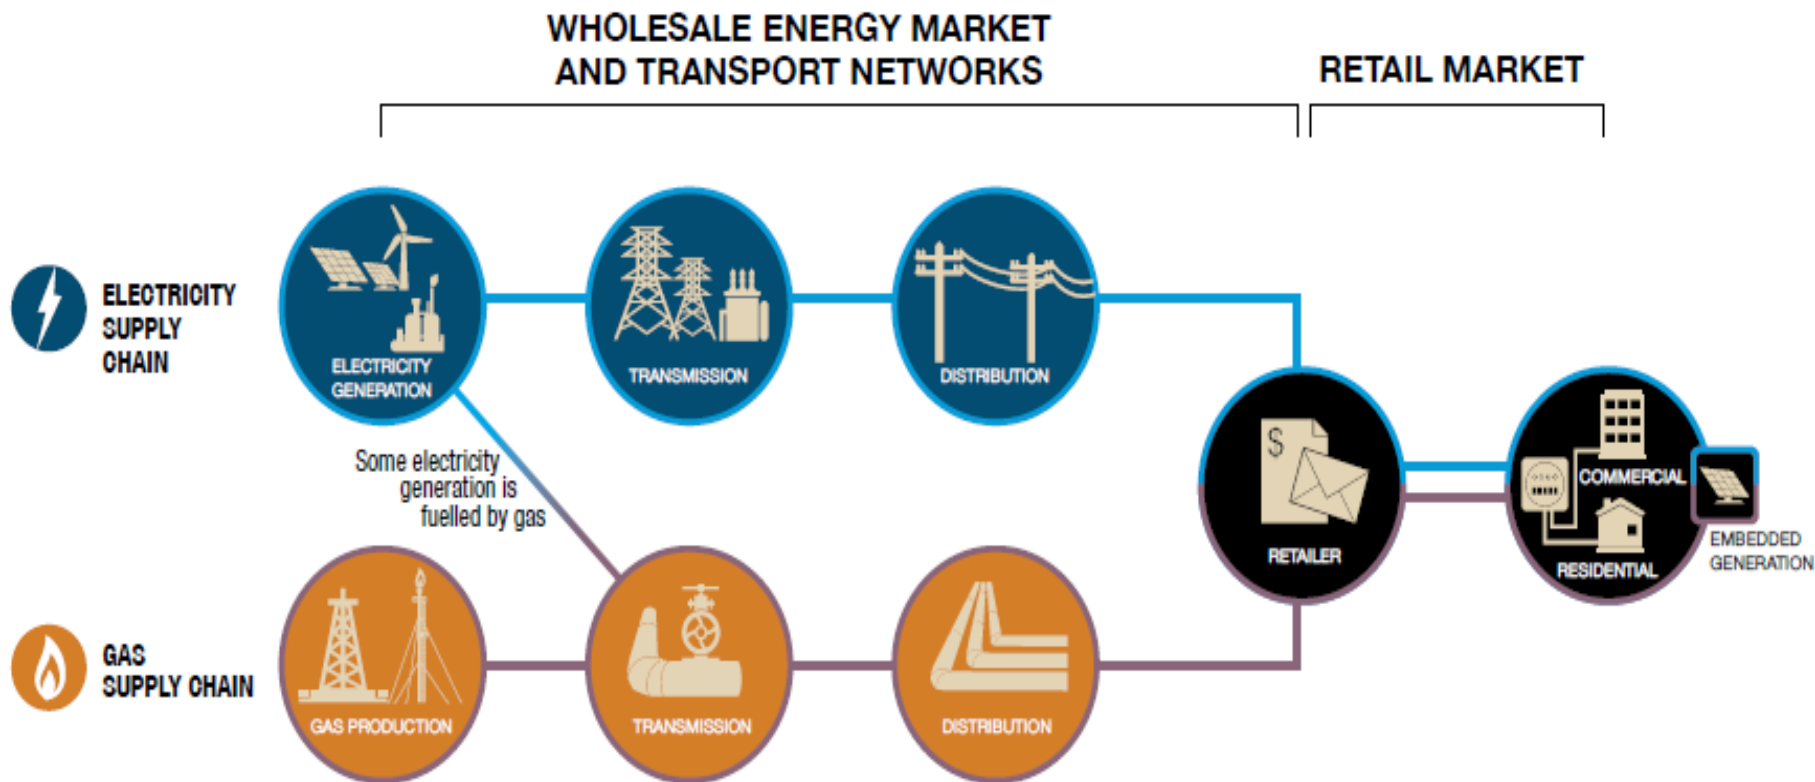 WHOLESALE ENERGY MARKET
AND TRANSPORT NETWORKS
RETAIL MARKET
ELECTRICITY
SUPPLY
CHAIN
ELECTRICITY
GENERATION
TRANSMISSION
DISTRIBUTION
Some electricity
generation is
fuelled by gas
$
RETAILER
COMMERCIAL
RESIDENTIAL
EMBEDDED
GENERATION
GAS
SUPPLY CHAIN
GAS PRODUCTION
TRANSMISSION
DISTRIBUTION